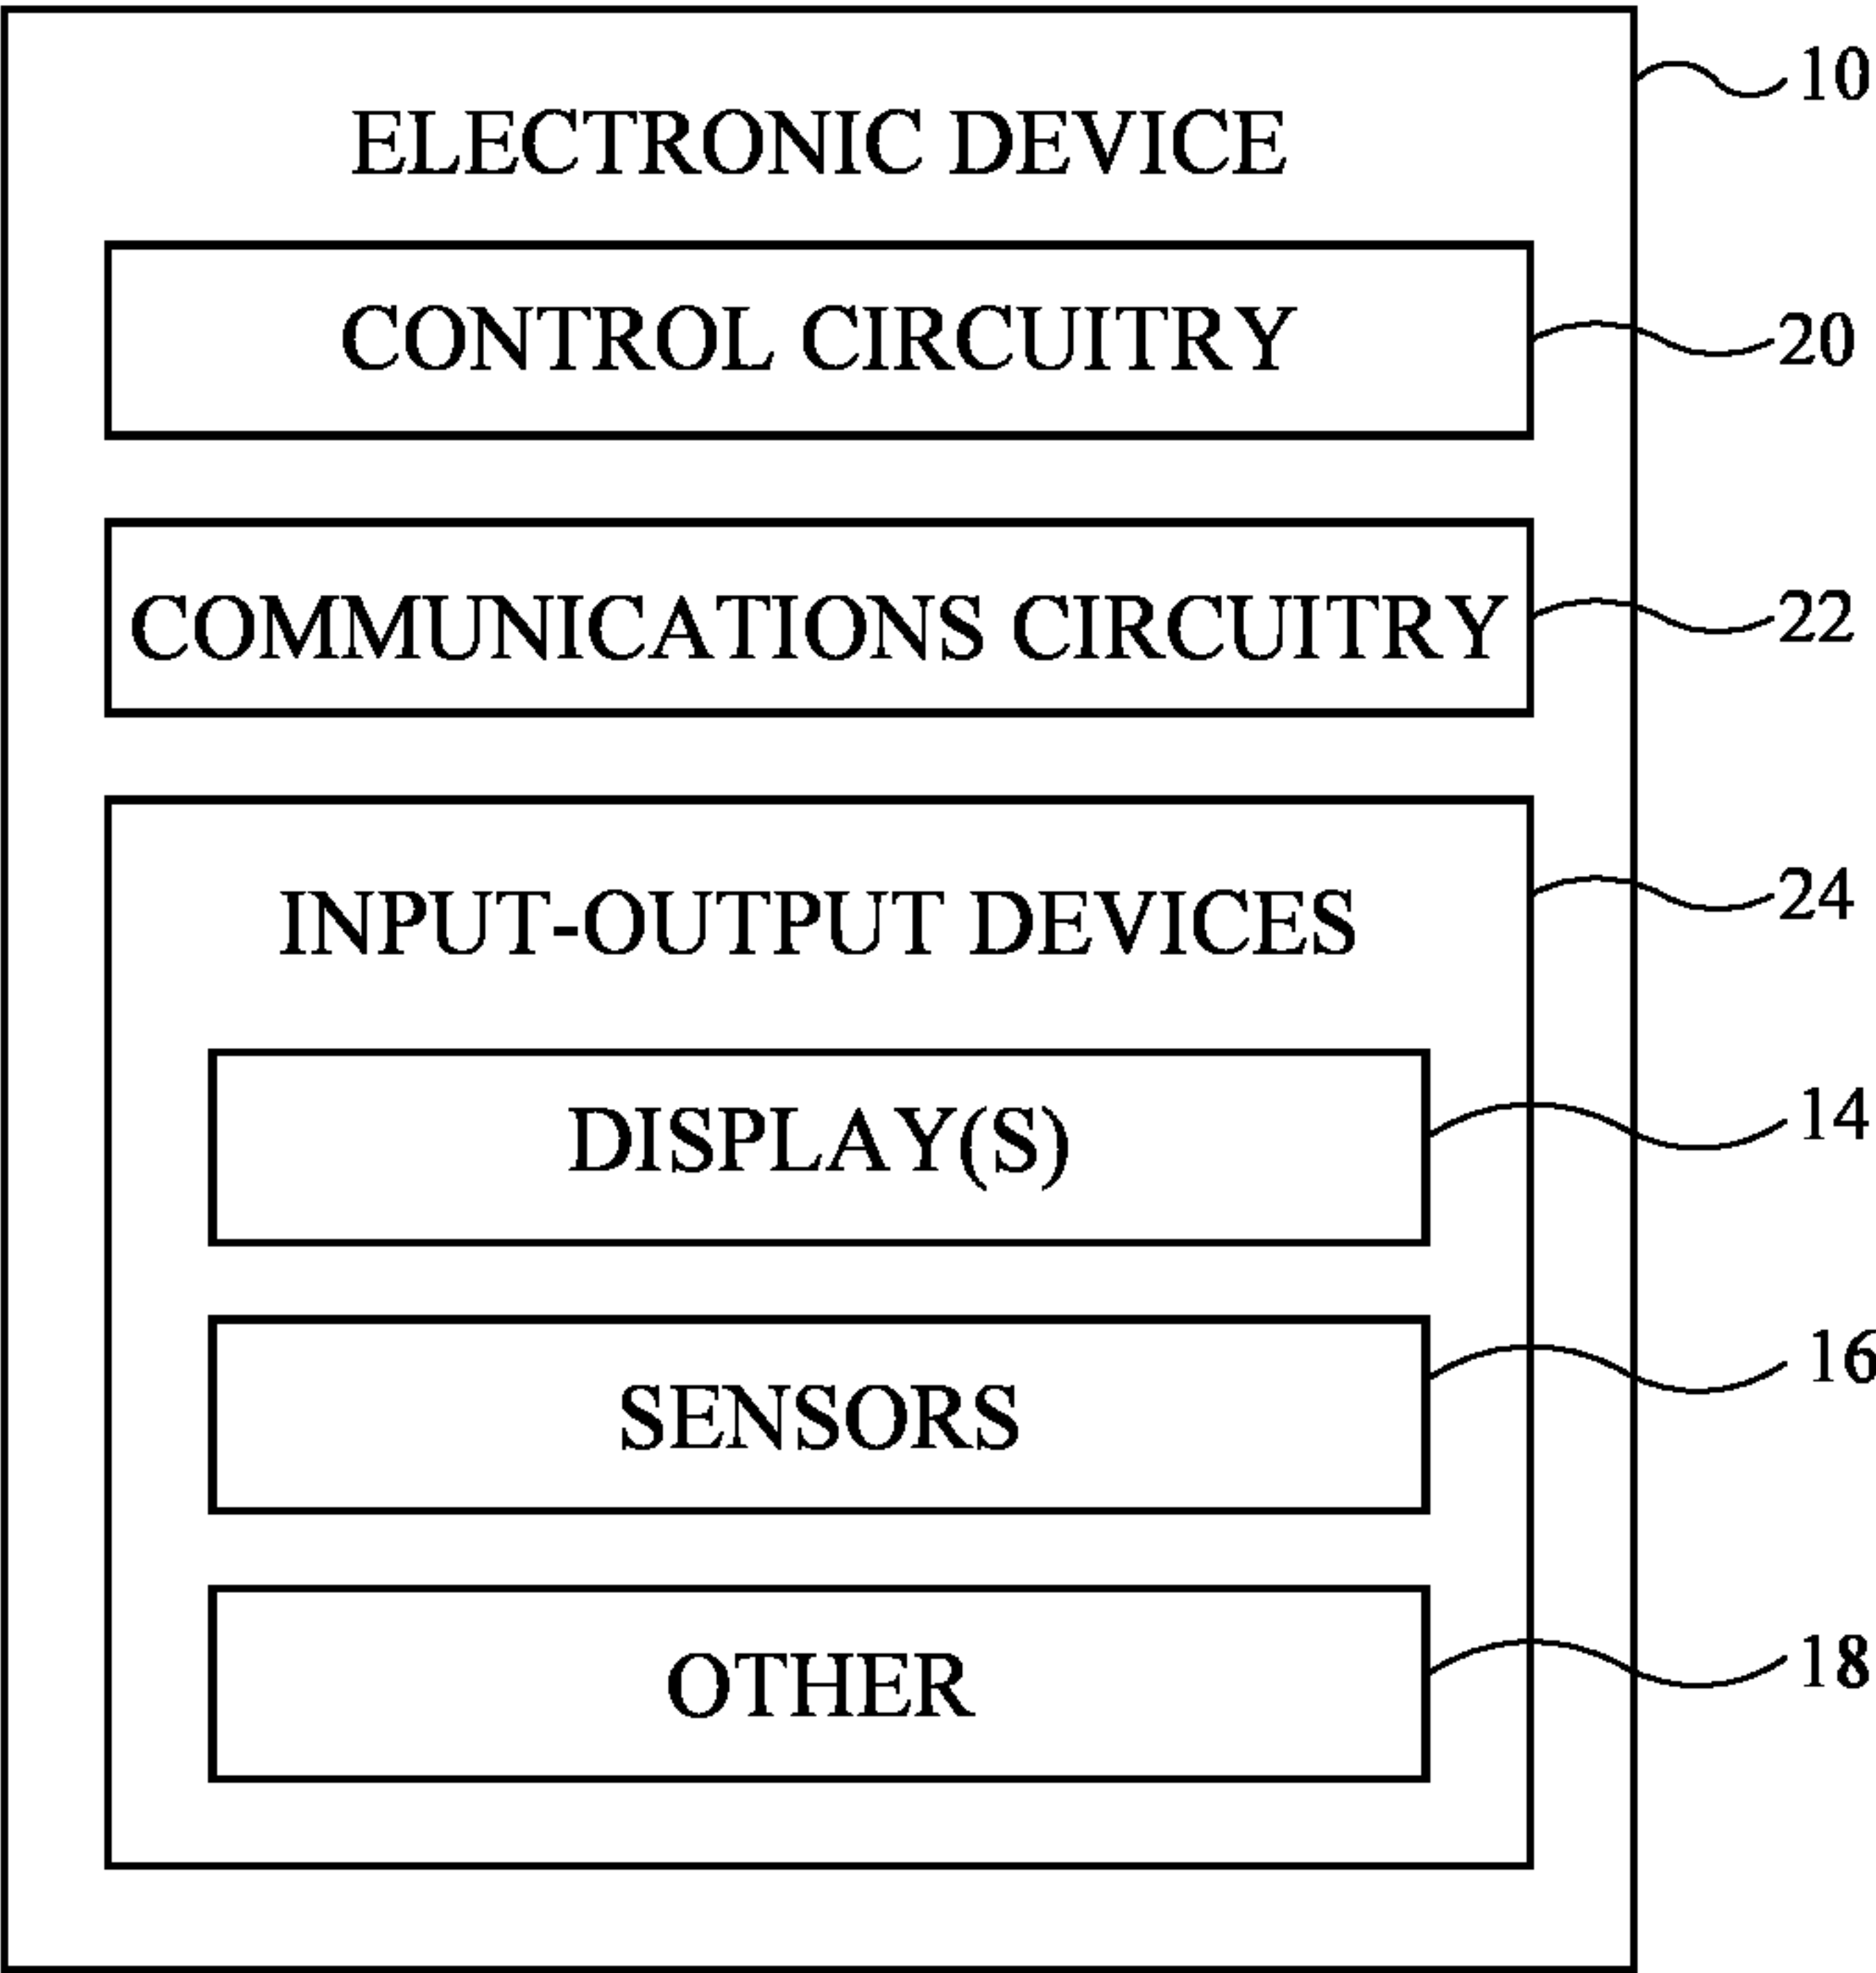 ELECTRONIC DEVICE
10
CONTROL CIRCUITRY
20
COMMUNICATIONS CIRCUITRY
22
INPUT-OUTPUT DEVICES
24
DISPLAY(S)
14
SENSORS
16
OTHER
18